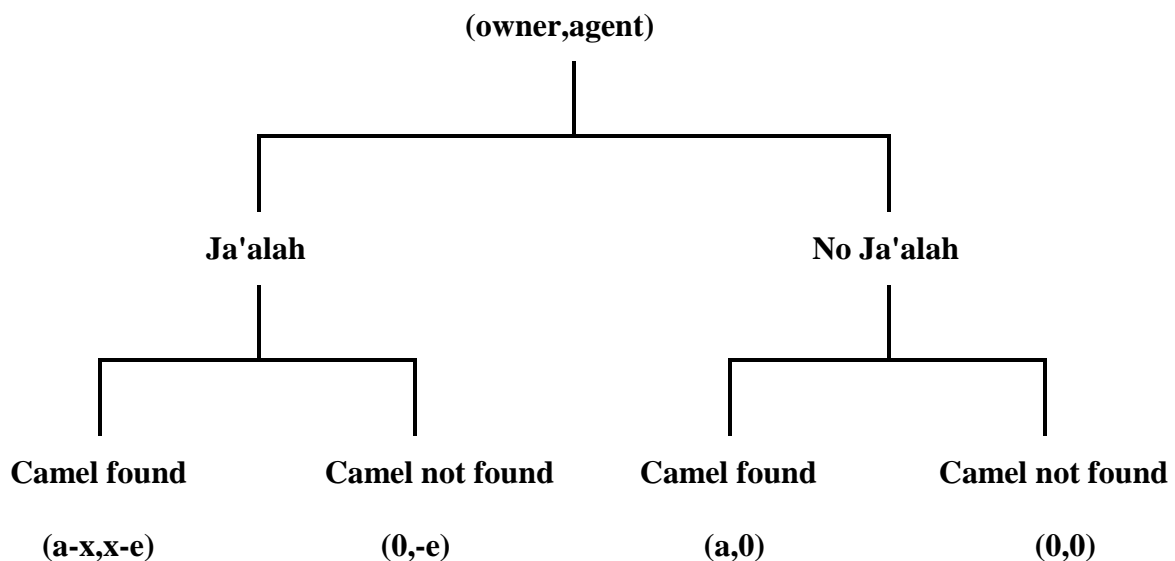 (owner,agent)
Ja'alah No Ja'alah
Camel found Camel not found Camel found Camel not found
(a-x,x-e) (0,-e) (a,0) (0,0)